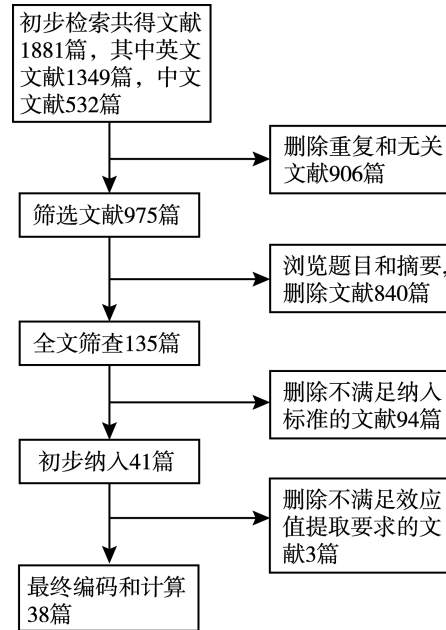 初步检索共得文献
1881篇，其中英文
文献1349篇，中文
文献532篇
删除重复和无关
文献906篇
筛选文献975篇
浏览题目和摘要，
删除文献840篇
全文筛查135篇
删除不满足纳入
标准的文献94篇
初步纳入41篇
删除不满足效应
值提取要求的文
献3篇
最终编码和计算
38篇